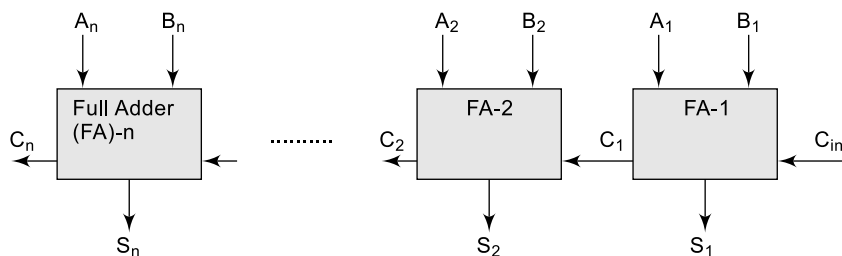 Aₙ Bₙ A₂ B₂ A₁ B₁
Full Adder
(FA)-n
FA-2
FA-1
Cₙ C₂ C₁ Cᵢₙ
Sₙ S₂ S₁